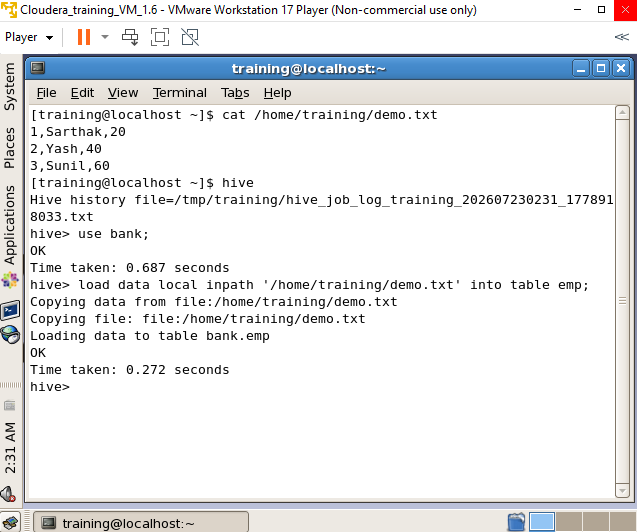 Cloudera_training_VM_1.6 - VMware Workstation 17 Player (Non-commercial use only)
Player
System
Places
Applications
2:31 AM
training@localhost:~
File Edit View Terminal Tabs Help
[training@localhost ~]$ cat /home/training/demo.txt
1,Sarthak,20
2,Yash,40
3,Sunil,60
[training@localhost ~]$ hive
Hive history file=/tmp/training/hive_job_log_training_202607230231_177891
8033.txt
hive> use bank;
OK
Time taken: 0.687 seconds
hive> load data local inpath '/home/training/demo.txt' into table emp;
Copying data from file:/home/training/demo.txt
Copying file: file:/home/training/demo.txt
Loading data to table bank.emp
OK
Time taken: 0.272 seconds
hive>
training@localhost:~